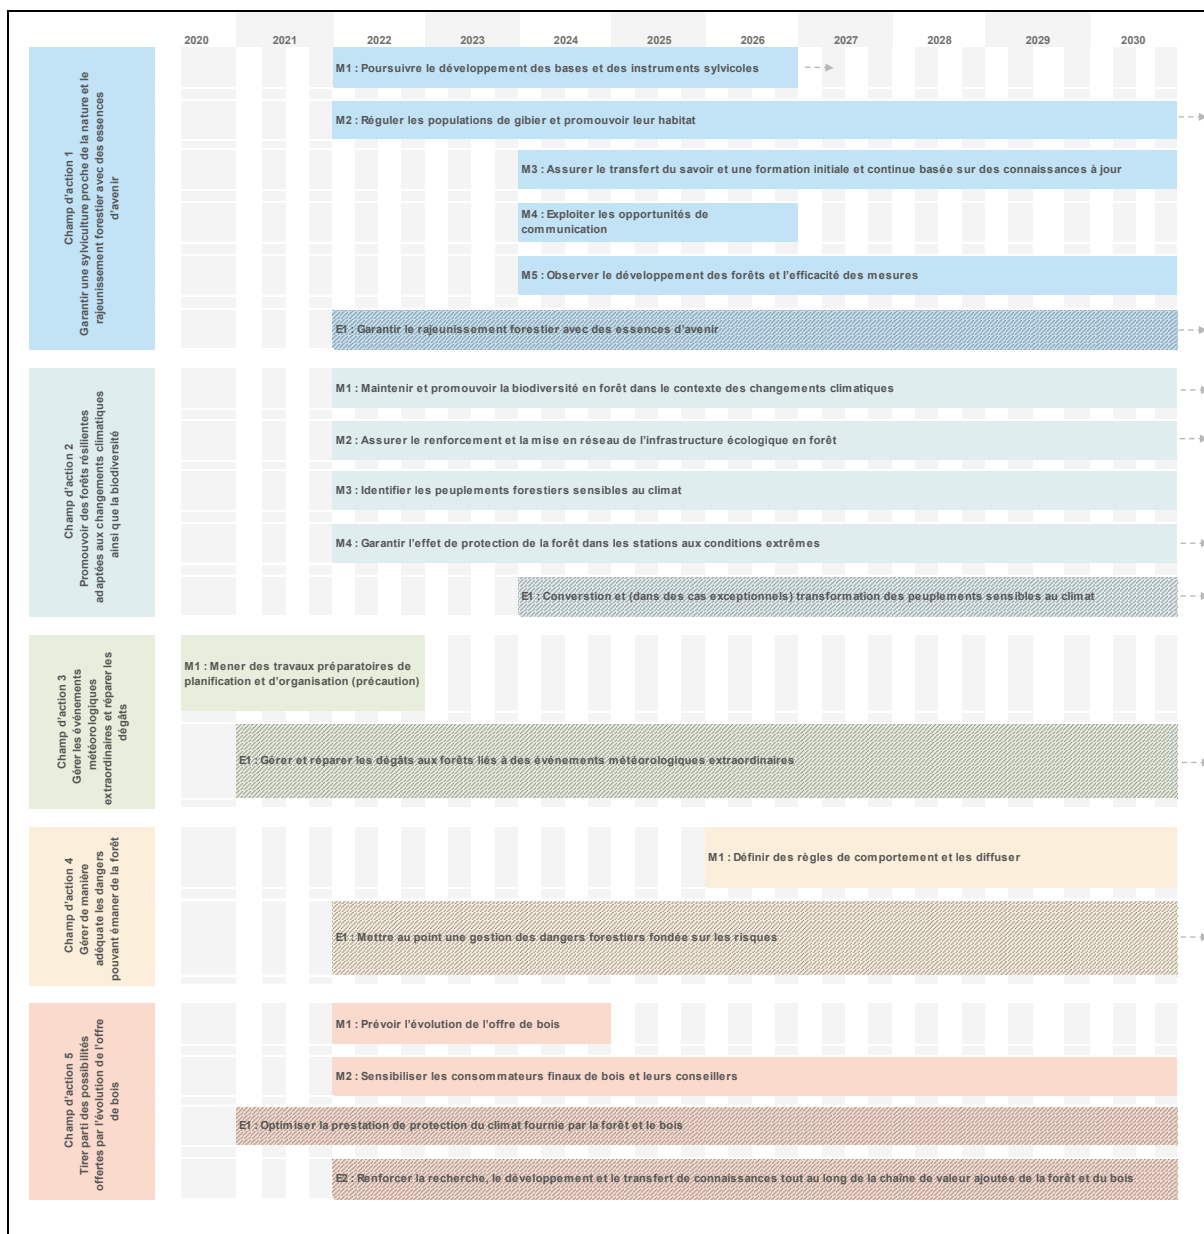 2020 2021 2022 2023 2024 2025 2026 2027 2028 2029 2030
Champ d'action 1
Garantir une sylviculture proche de la nature et le
rajeunissement forestier avec des essences
d'avenir
M1 : Poursuivre le développement des bases et des instruments sylvicoles
M2 : Réguler les populations de gibier et promouvoir leur habitat
M3 : Assurer le transfert du savoir et une formation initiale et continue basée sur des connaissances à jour
M4 : Exploiter les opportunités de
communication
M5 : Observer le développement des forêts et l'efficacité des mesures
E1 : Garantir le rajeunissement forestier avec des essences d'avenir
Champ d'action 2
Promouvoir des forêts résilientes
adaptées aux changements climatiques
ainsi que la biodiversité
M1 : Maintenir et promouvoir la biodiversité en forêt dans le contexte des changements climatiques
M2 : Assurer le renforcement et la mise en réseau de l'infrastructure écologique en forêt
M3 : Identifier les peuplements forestiers sensibles au climat
M4 : Garantir l'effet de protection de la forêt dans les stations aux conditions extrêmes
E1 : Converstion et (dans des cas exceptionnels) transformation des peuplements sensibles au climat
Champ d'action 3
Gérer les événements
météorologiques
extraordinaires et réparer les
dégâts
M1 : Mener des travaux préparatoires de
planification et d'organisation (précaution)
E1 : Gérer et réparer les dégâts aux forêts liés à des événements météorologiques extraordinaires
Champ d'action 4
Gérer de manière
adéquate les dangers
pouvant émaner de la forêt
M1 : Définir des règles de comportement et les diffuser
E1 : Mettre au point une gestion des dangers forestiers fondée sur les risques
Champ d'action 5
Tirer parti des possibilités
offertes par l'évolution de l'offre
de bois
M1 : Prévoir l'évolution de l'offre de bois
M2 : Sensibiliser les consommateurs finaux de bois et leurs conseillers
E1 : Optimiser la prestation de protection du climat fournie par la forêt et le bois
E2 : Renforcer la recherche, le développement et le transfert de connaissances tout au long de la chaîne de valeur ajoutée de la forêt et du bois